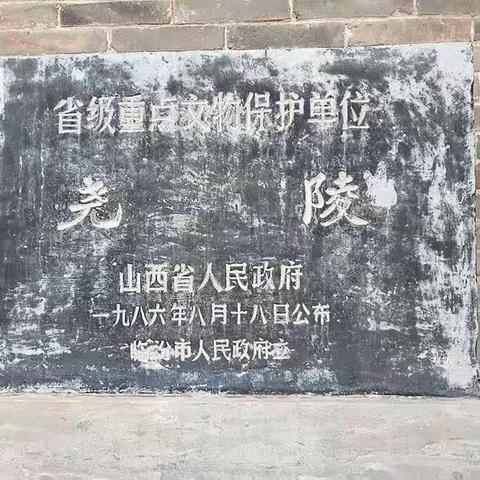 省级重点文物保护单位
尧 陵
山西省人民政府
一九八六年八月十八日公布
临汾市人民政府立